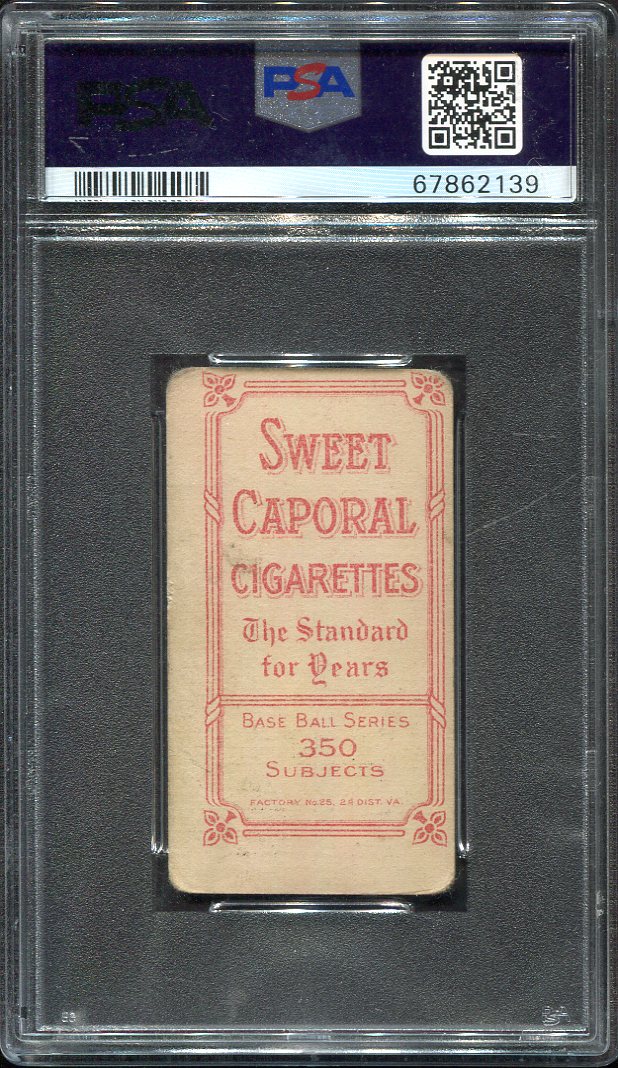 PSA
PSA
67862139
SWEET
CAPORAL
CIGARETTES
The Standard
for Years
BASE BALL SERIES
350
SUBJECTS
FACTORY No.25, 2d DIST. VA.